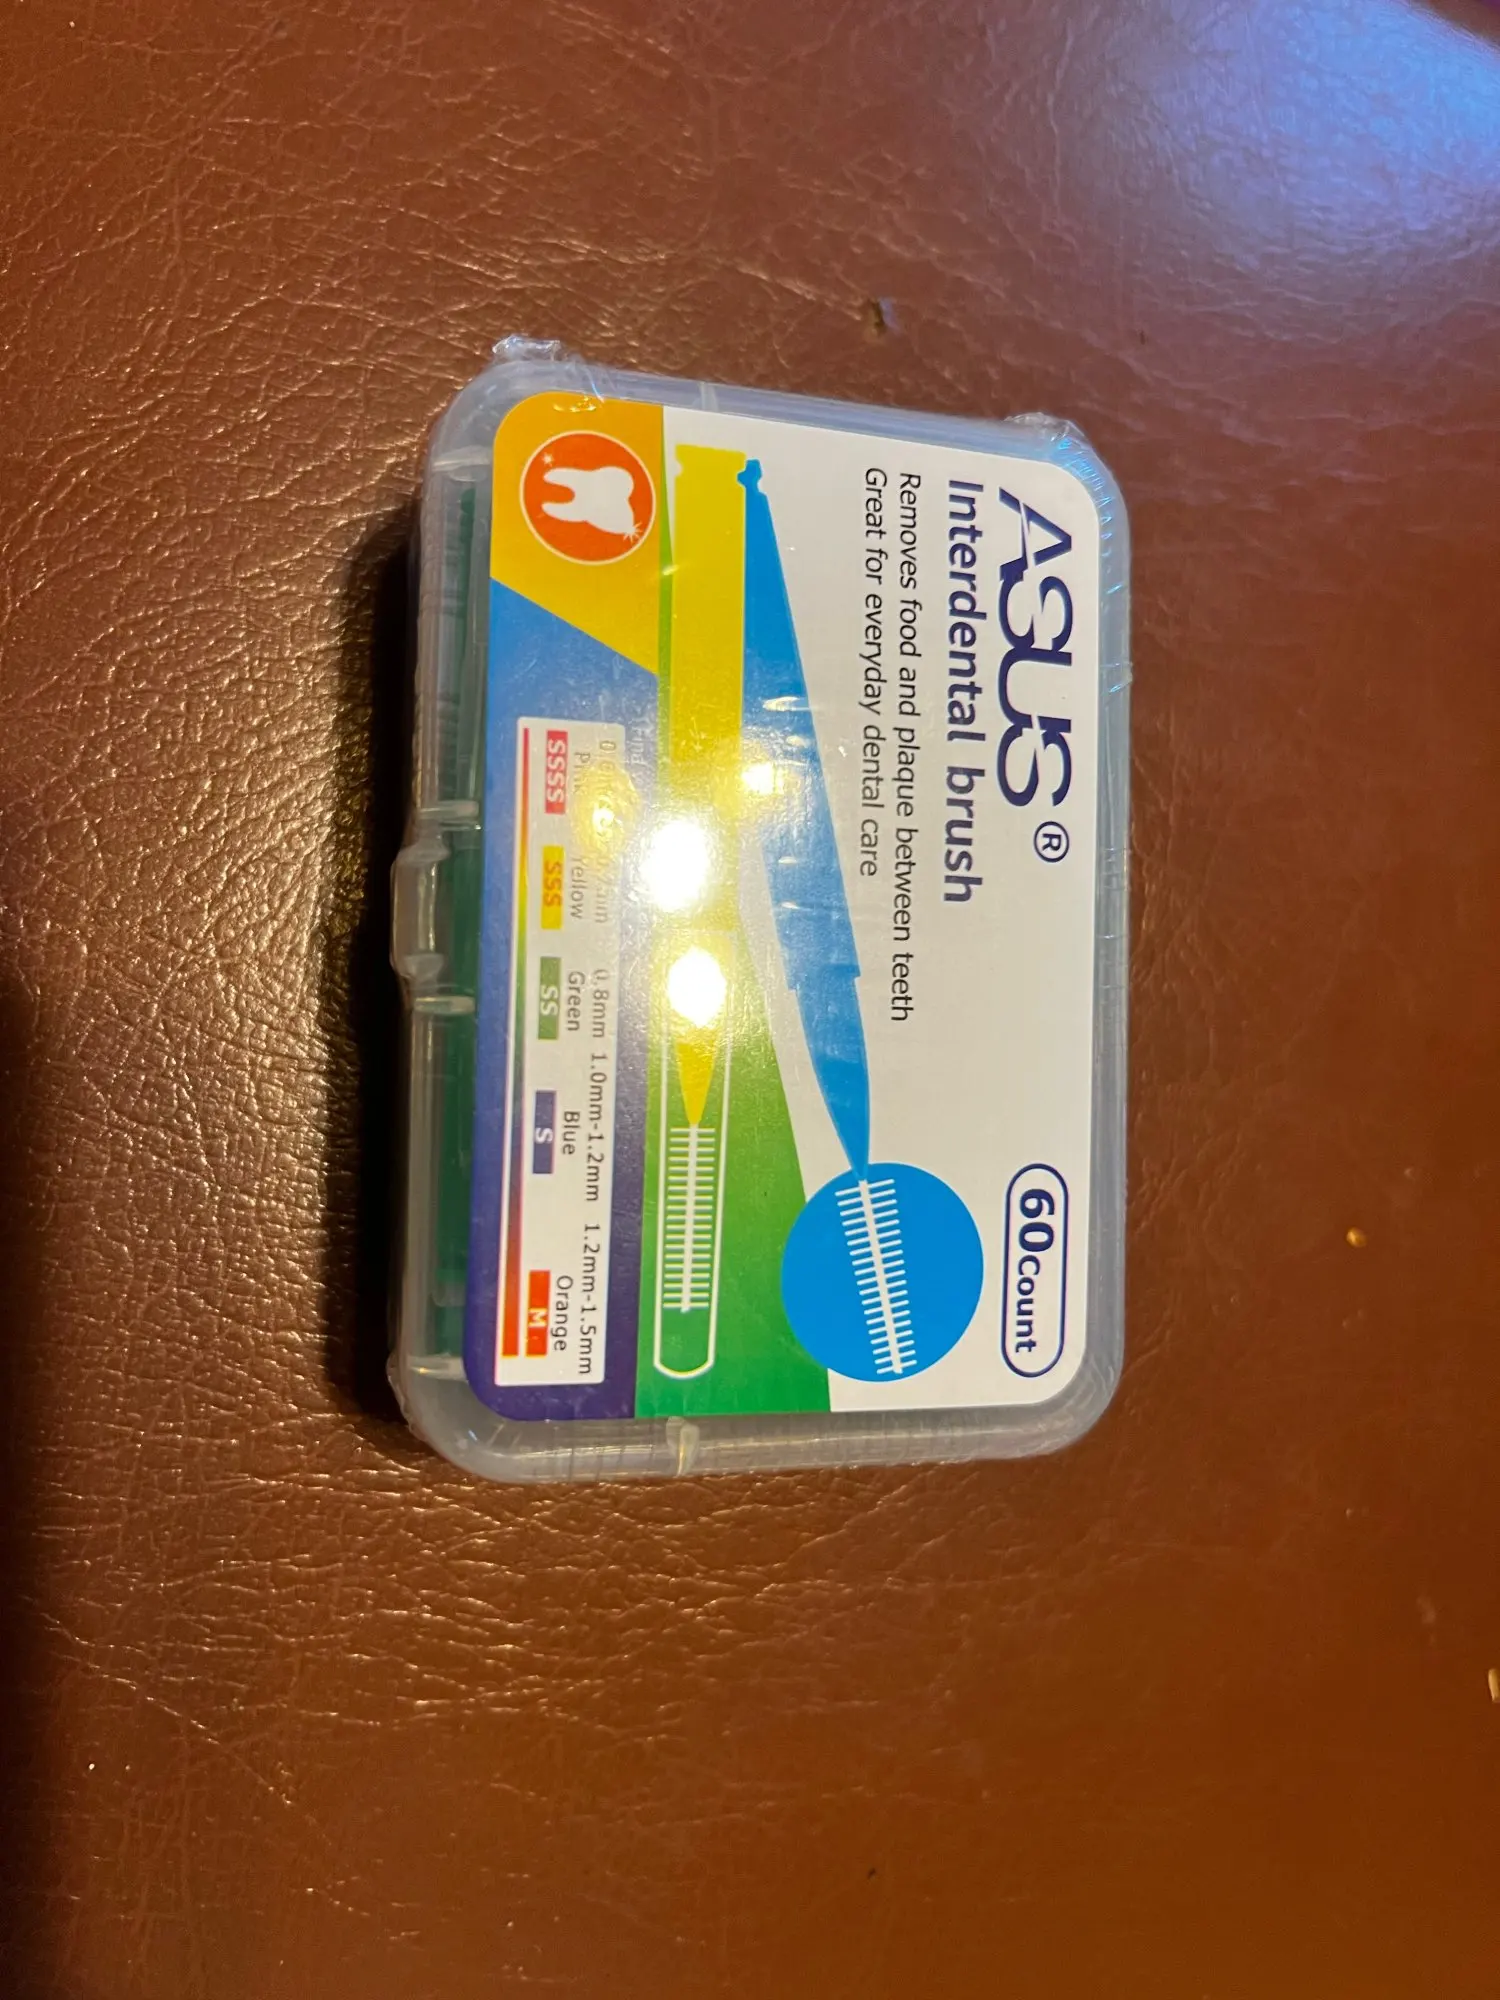 ASUS®
60Count
Interdental brush
Removes food and plaque between teeth
Great for everyday dental care
0.8mm 1.0mm-1.2mm 1.2mm-1.5mm
Yellow Green Blue Orange
SSSS SSS SS S M